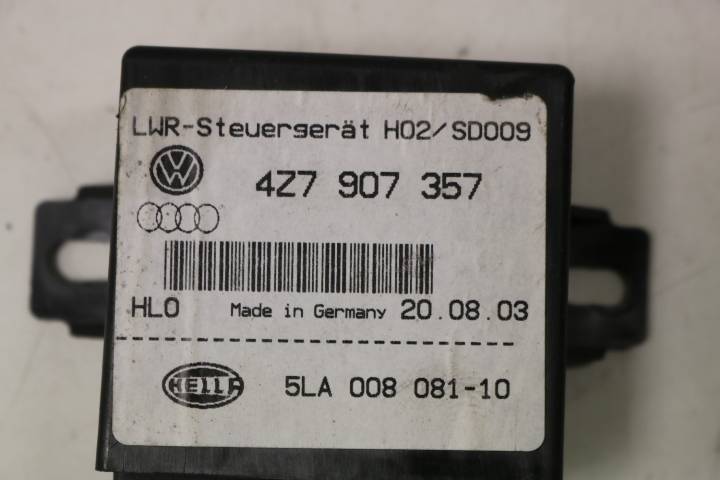 LWR-Steuergerät H02/SD009
4Z7 907 357
HLO Made in Germany 20.08.03
HELLA 5LA 008 081-10